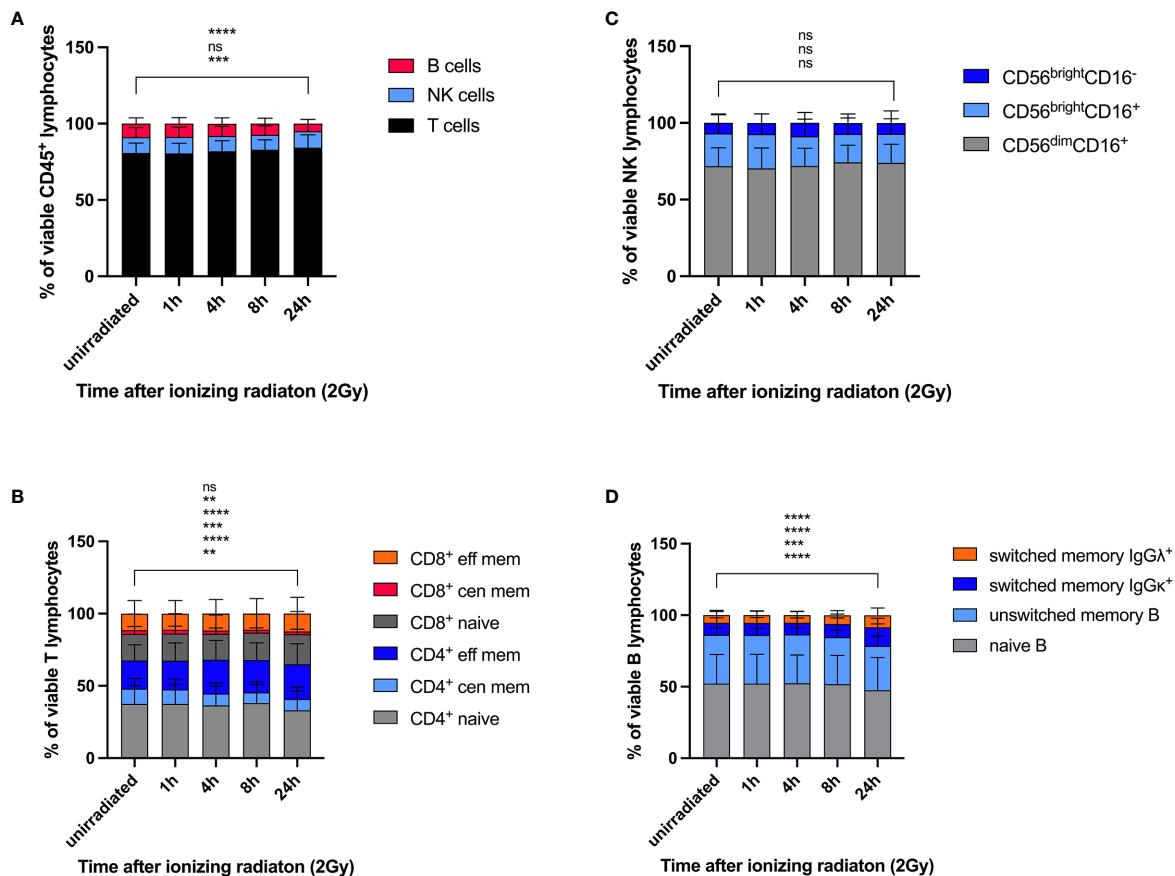 A
% of viable CD45⁺ lymphocytes
150
100
50
0
****
ns
***
B cells
NK cells
T cells
unirradiated
1h
4h
8h
24h
Time after ionizing radiaton (2Gy)
C
% of viable NK lymphocytes
150
100
50
0
ns
ns
ns
CD56ᵇʳⁱᵍʰᵗCD16⁻
CD56ᵇʳⁱᵍʰᵗCD16⁺
CD56ᵈⁱᵐCD16⁺
unirradiated
1h
4h
8h
24h
Time after ionizing radiaton (2Gy)
B
% of viable T lymphocytes
150
100
50
0
ns
**
****
***
****
**
CD8⁺ eff mem
CD8⁺ cen mem
CD8⁺ naive
CD4⁺ eff mem
CD4⁺ cen mem
CD4⁺ naive
unirradiated
1h
4h
8h
24h
Time after ionizing radiaton (2Gy)
D
% of viable B lymphocytes
150
100
50
0
****
****
***
****
switched memory IgGλ⁺
switched memory IgGκ⁺
unswitched memory B
naive B
unirradiated
1h
4h
8h
24h
Time after ionizing radiaton (2Gy)